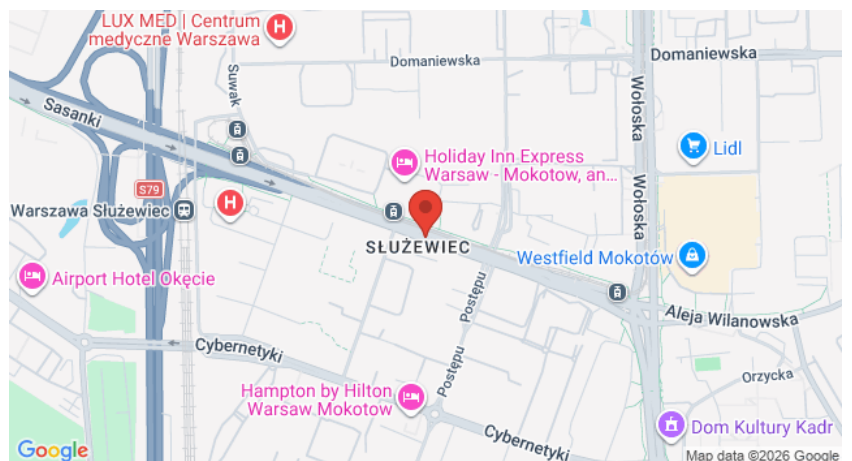 LUX MED | Centrum
medyczne Warszawa
H
Domaniewska
Domaniewska
Suwak
Sasanki
Wołoska
Holiday Inn Express
Warsaw - Mokotow, an...
Lidl
S79
Warszawa Służewiec
H
Wołoska
SŁUŻEWIEC
Westfield Mokotów
Airport Hotel Okęcie
Postępu
Aleja Wilanowska
Cybernetyki
Orzycka
Postępu
Hampton by Hilton
Warsaw Mokotow
Dom Kultury Kadr
Cybernetyki
Google
Map data ©2026 Google